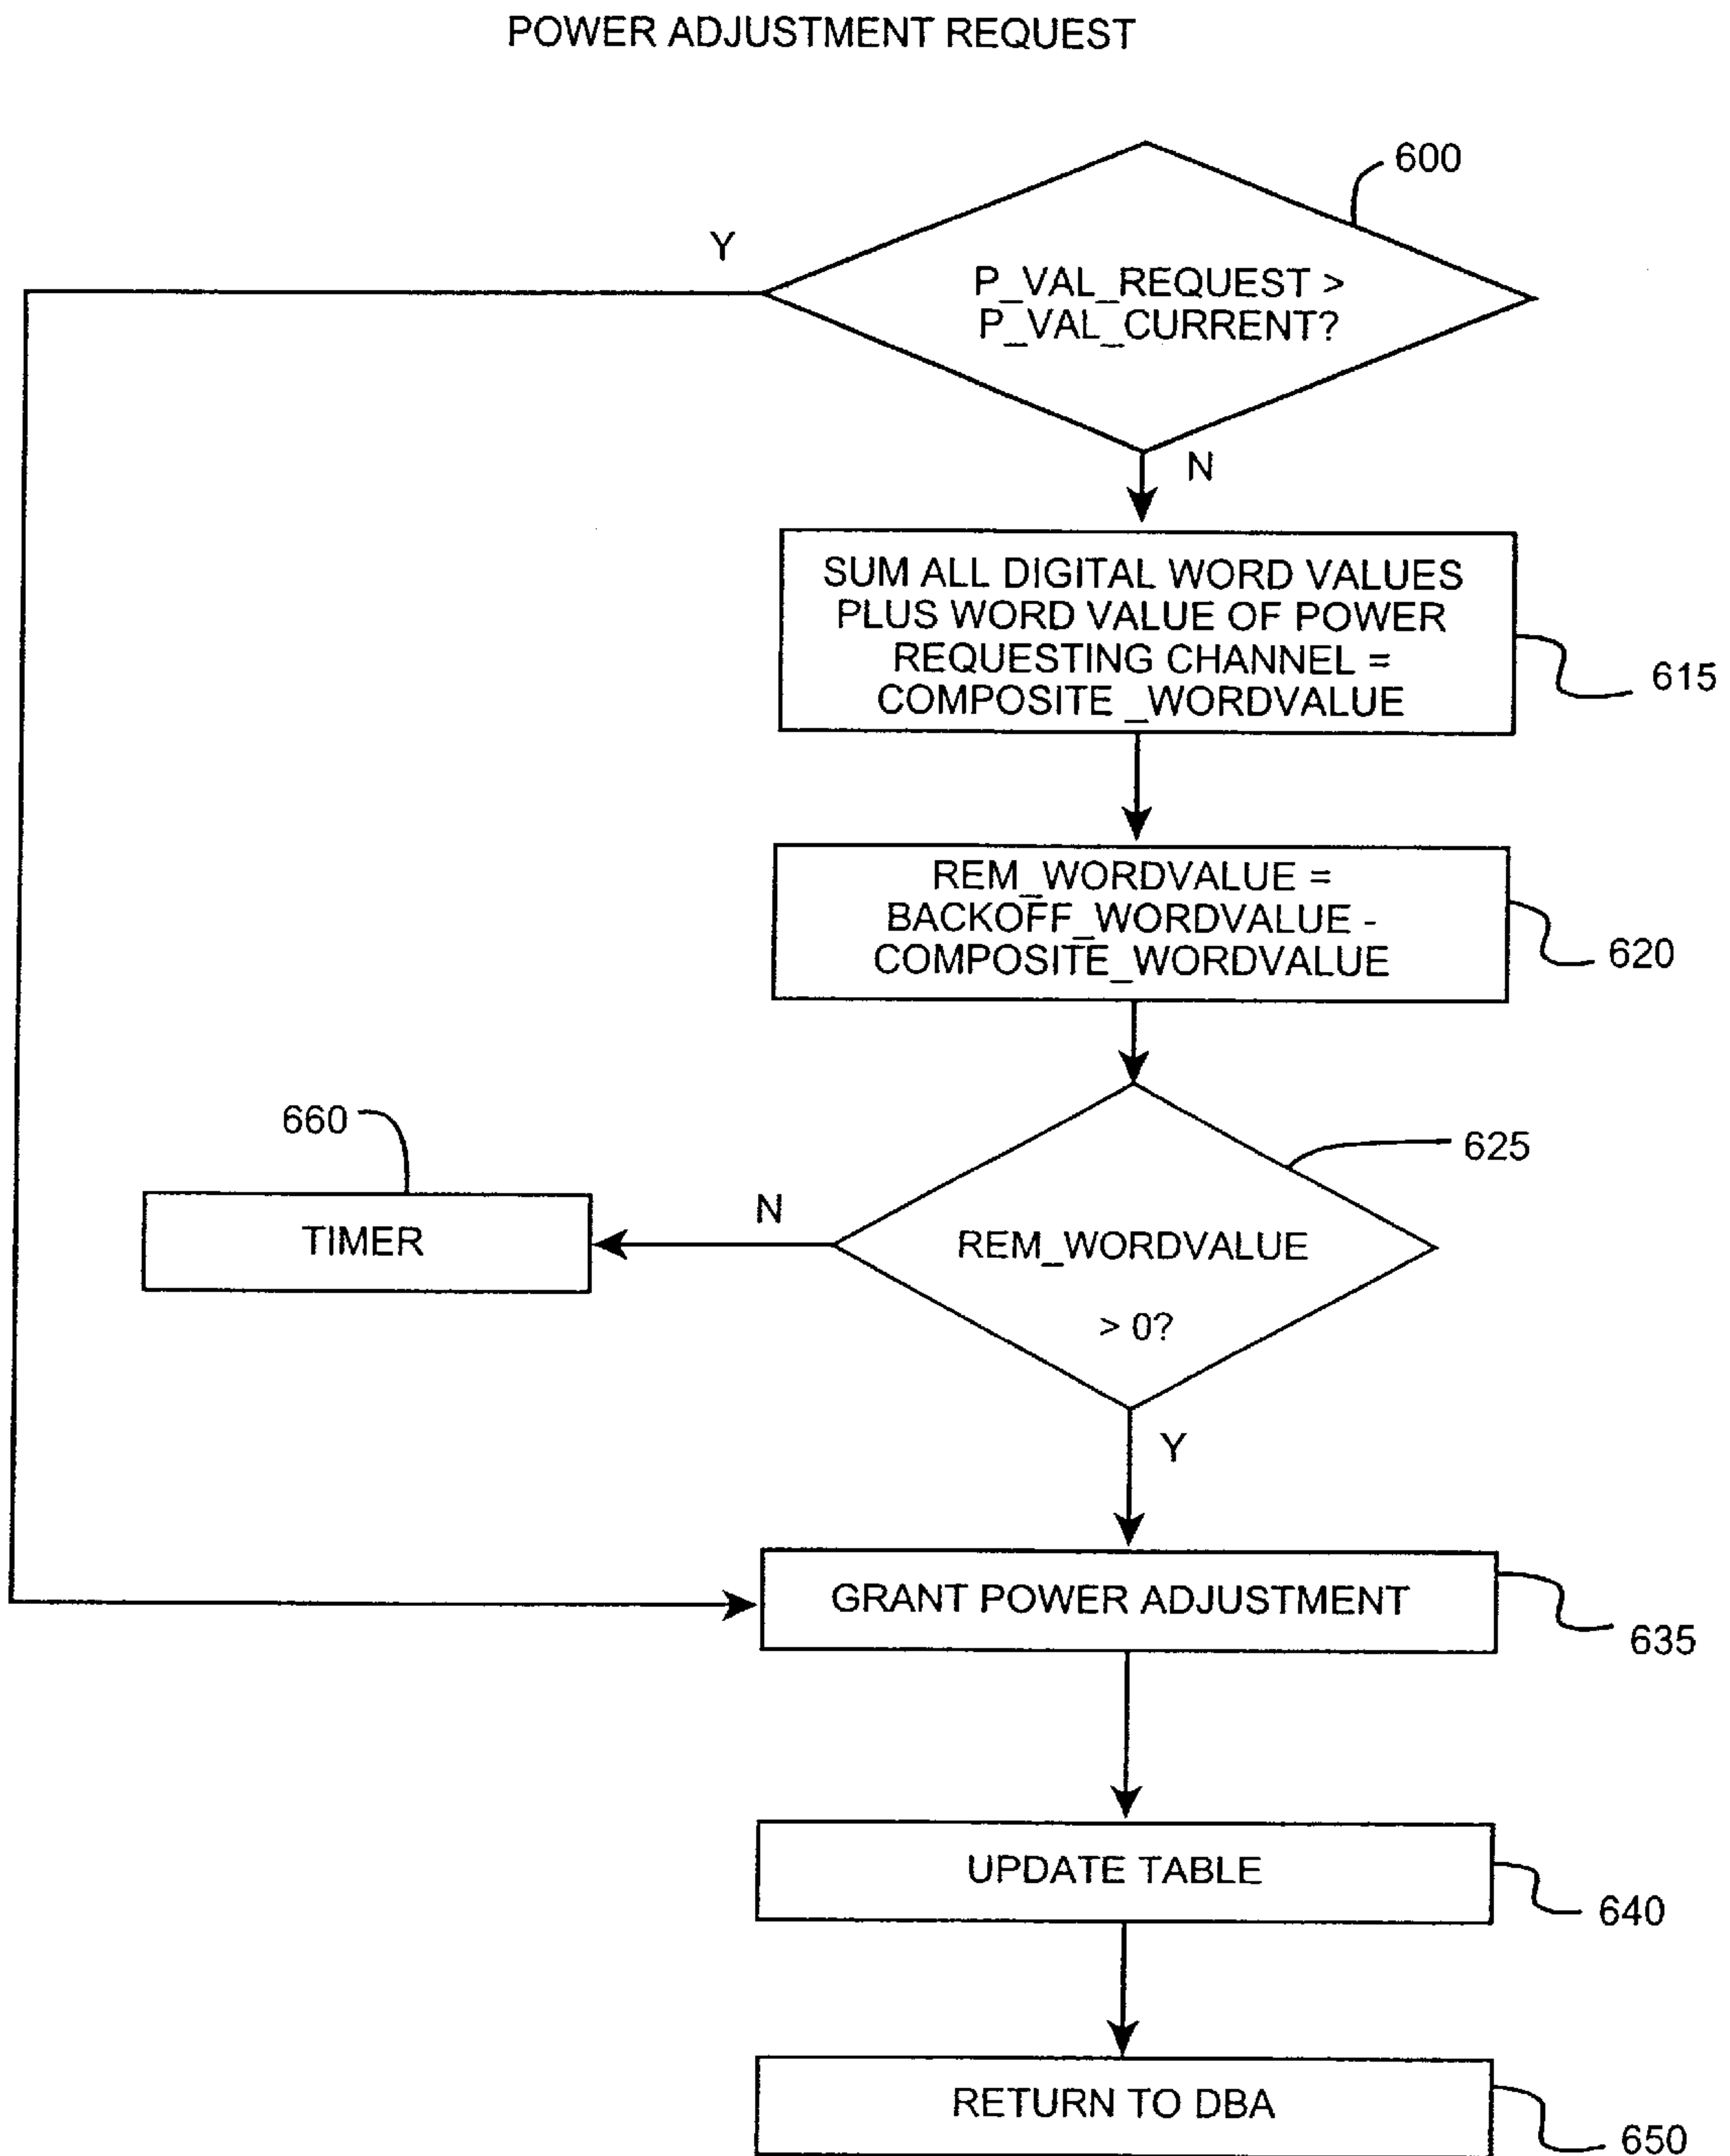 POWER ADJUSTMENT REQUEST
600
Y
P_VAL_REQUEST >
P_VAL_CURRENT?
N
SUM ALL DIGITAL WORD VALUES
PLUS WORD VALUE OF POWER
REQUESTING CHANNEL =
COMPOSITE _WORDVALUE
615
REM_WORDVALUE =
BACKOFF_WORDVALUE -
COMPOSITE_WORDVALUE
620
660
625
TIMER
N
REM_WORDVALUE
> 0?
Y
GRANT POWER ADJUSTMENT
635
UPDATE TABLE
640
RETURN TO DBA
650